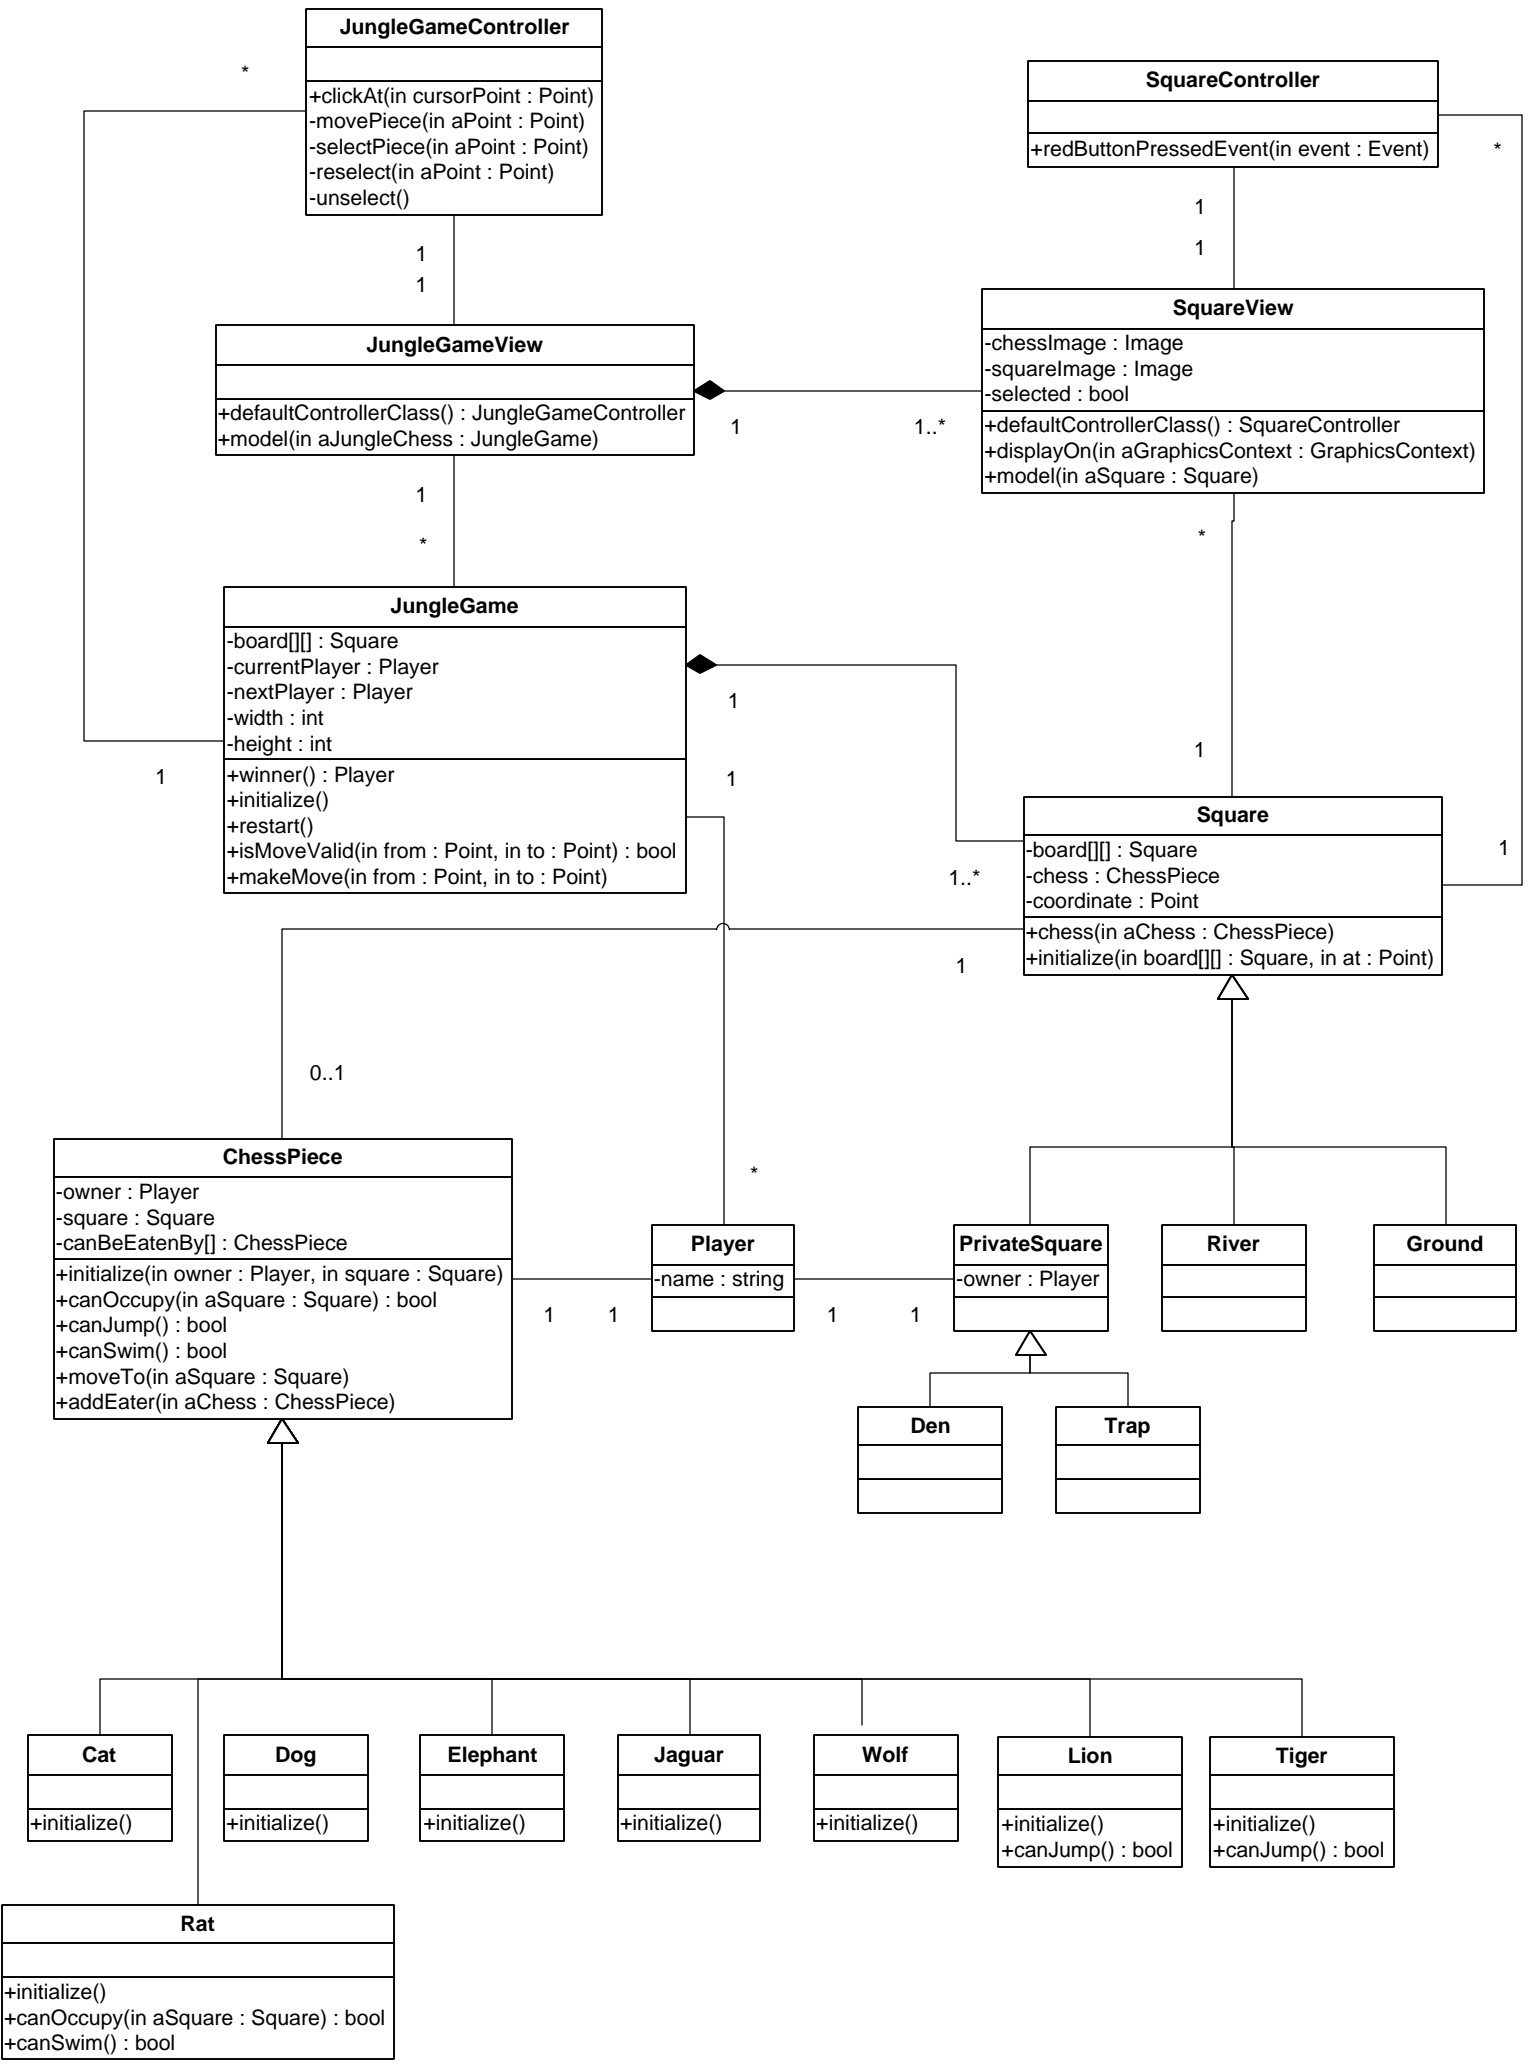 JungleGameController
+clickAt(in cursorPoint : Point)
-movePiece(in aPoint : Point)
-selectPiece(in aPoint : Point)
-reselect(in aPoint : Point)
-unselect()
*
SquareController
+redButtonPressedEvent(in event : Event)
*
1
1
1
1
JungleGameView
+defaultControllerClass() : JungleGameController
+model(in aJungleChess : JungleGame)
1
1..*
SquareView
-chessImage : Image
-squareImage : Image
-selected : bool
+defaultControllerClass() : SquareController
+displayOn(in aGraphicsContext : GraphicsContext)
+model(in aSquare : Square)
1
*
*
1
JungleGame
-board[][] : Square
-currentPlayer : Player
-nextPlayer : Player
-width : int
-height : int
+winner() : Player
+initialize()
+restart()
+isMoveValid(in from : Point, in to : Point) : bool
+makeMove(in from : Point, in to : Point)
1
1
1
1..*
Square
-board[][] : Square
-chess : ChessPiece
-coordinate : Point
+chess(in aChess : ChessPiece)
+initialize(in board[][] : Square, in at : Point)
1
1
0..1
*
ChessPiece
-owner : Player
-square : Square
-canBeEatenBy[] : ChessPiece
+initialize(in owner : Player, in square : Square)
+canOccupy(in aSquare : Square) : bool
+canJump() : bool
+canSwim() : bool
+moveTo(in aSquare : Square)
+addEater(in aChess : ChessPiece)
1
1
Player
-name : string
1
1
PrivateSquare
-owner : Player
River
Ground
Den
Trap
Cat
+initialize()
Dog
+initialize()
Elephant
+initialize()
Jaguar
+initialize()
Wolf
+initialize()
Lion
+initialize()
+canJump() : bool
Tiger
+initialize()
+canJump() : bool
Rat
+initialize()
+canOccupy(in aSquare : Square) : bool
+canSwim() : bool